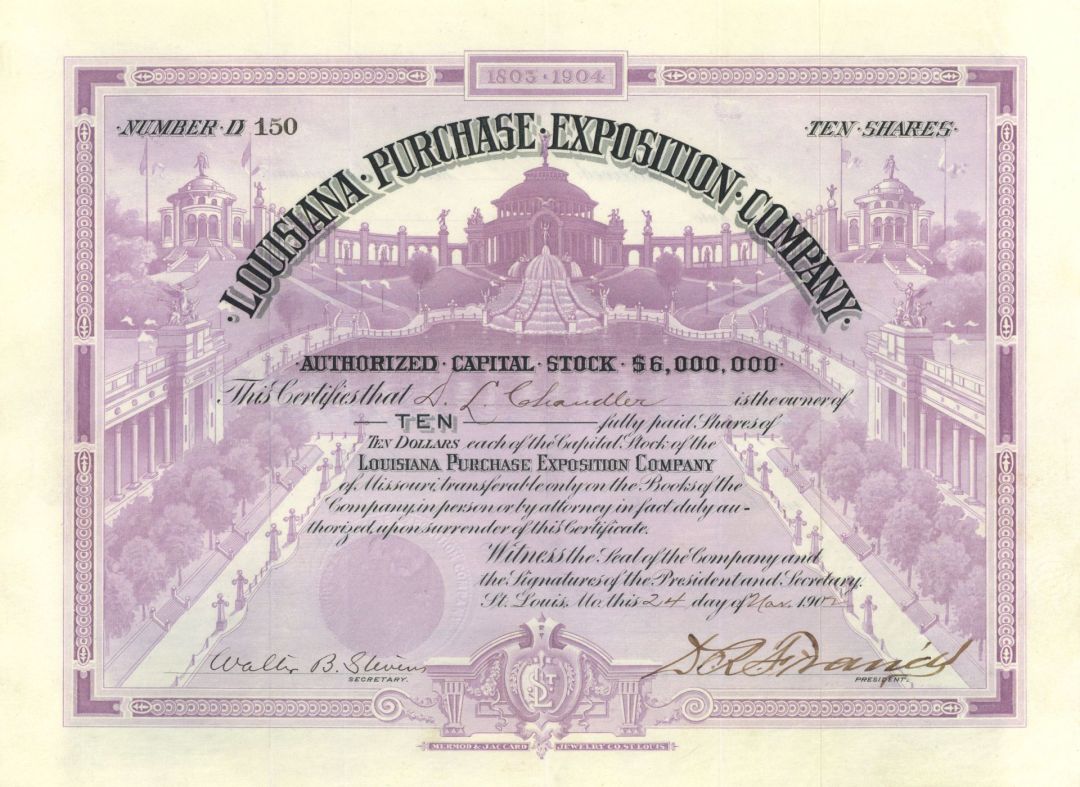 1803 · 1904
· NUMBER · D 150
· TEN · SHARES ·
· LOUISIANA · PURCHASE · EXPOSITION · COMPANY ·
· AUTHORIZED · CAPITAL · STOCK · $6,000,000 ·
This Certifies that L. Chandler is the owner of
TEN fully paid Shares of
TEN DOLLARS each of the Capital Stock of the
LOUISIANA PURCHASE EXPOSITION COMPANY
of Missouri, transferable only on the Books of the
Company, in person or by attorney in fact duly au-
thorized, upon surrender of this Certificate.
Witness the Seal of the Company and
the Signatures of the President and Secretary,
St. Louis, Mo. this 24 day of 1902
Walter B. Stevens
SECRETARY.
D R Francis
PRESIDENT.
MERMOD & JACCARD JEWELRY CO. ST. LOUIS